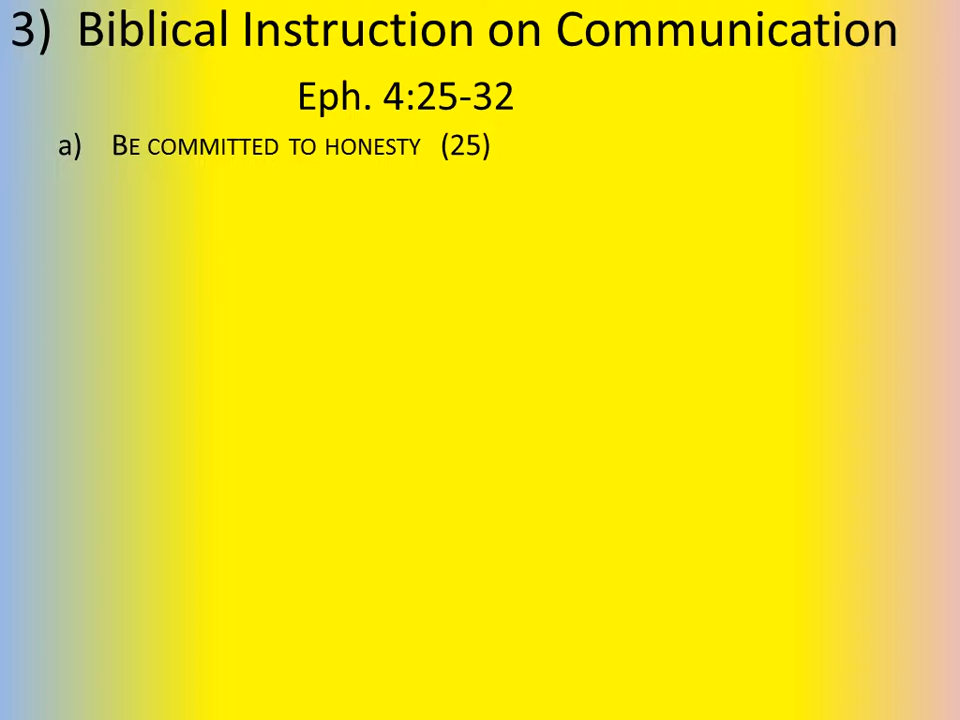 3) Biblical Instruction on Communication
Eph. 4:25-32
a) BE COMMITTED TO HONESTY (25)